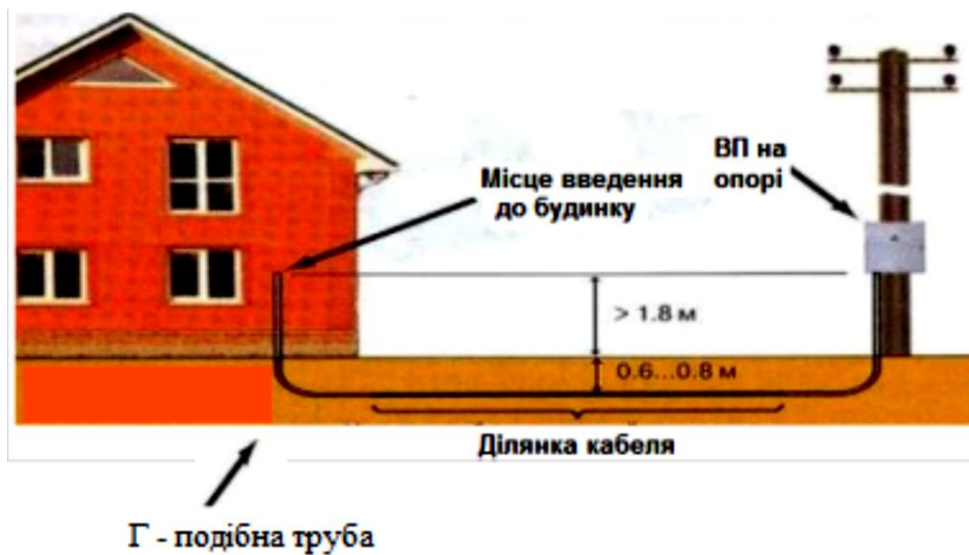 ВП на
опорі
Місце введення
до будинку
> 1.8 м
0.6...0.8 м
Ділянка кабеля
Г - подібна труба